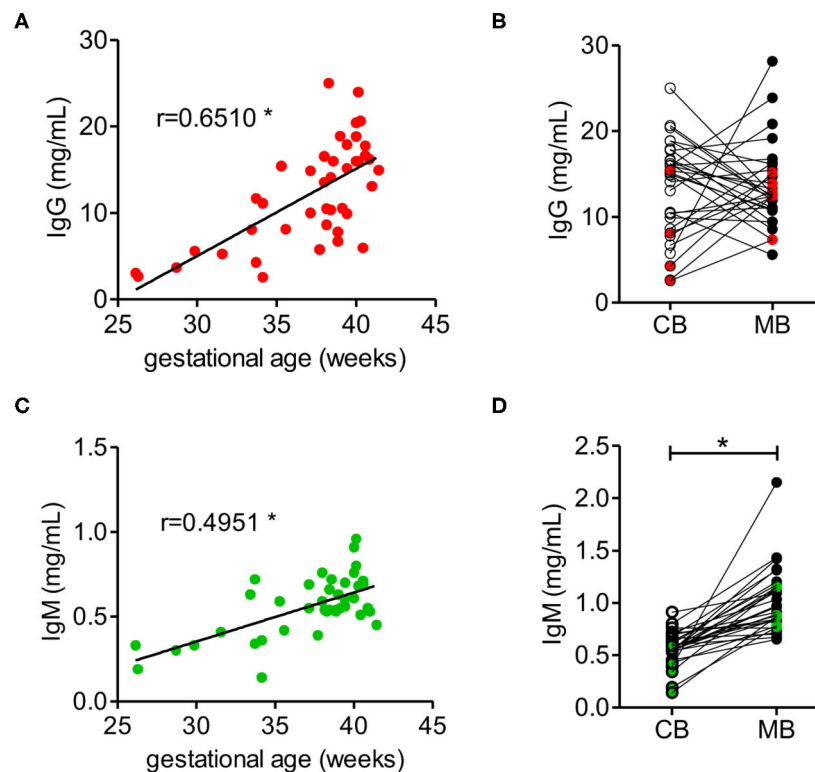 A
IgG (mg/mL)
30
20
10
0
r=0.6510 *
25 30 35 40 45
gestational age (weeks)
B
IgG (mg/mL)
30
20
10
0
CB MB
C
IgM (mg/mL)
1.5
1.0
0.5
0.0
r=0.4951 *
25 30 35 40 45
gestational age (weeks)
D
*
IgM (mg/mL)
2.5
2.0
1.5
1.0
0.5
0.0
CB MB